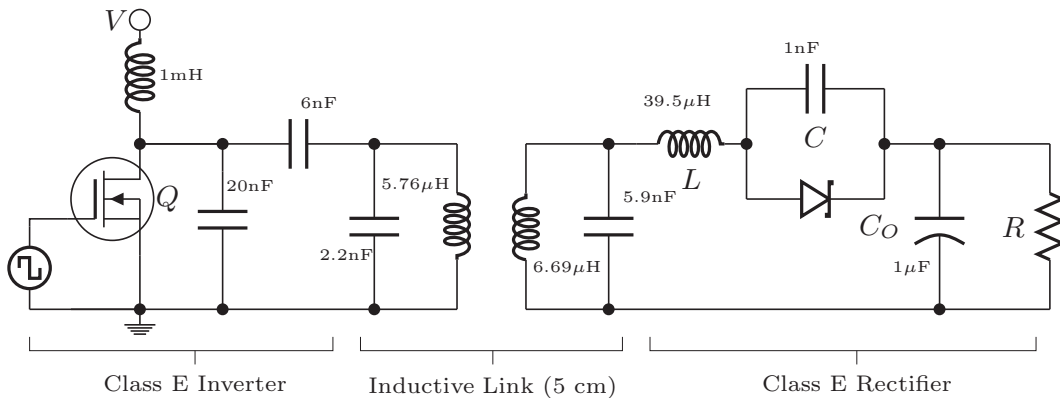 V
1mH
Q
20nF
6nF
2.2nF
5.76μH
6.69μH
5.9nF
39.5μH
L
1nF
C
C_O
1μF
R
Class E Inverter
Inductive Link (5 cm)
Class E Rectifier